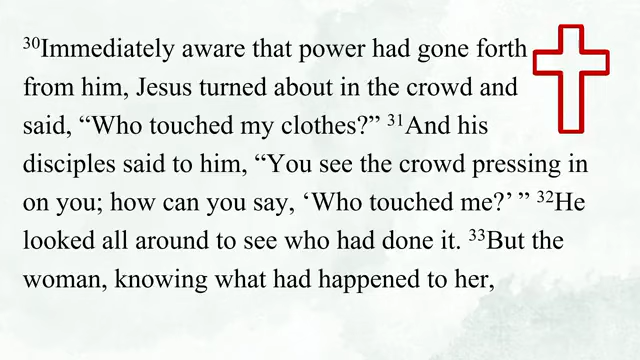 ³⁰Immediately aware that power had gone forth
from him, Jesus turned about in the crowd and
said, “Who touched my clothes?” ³¹And his
disciples said to him, “You see the crowd pressing in
on you; how can you say, ‘Who touched me?’ ” ³²He
looked all around to see who had done it. ³³But the
woman, knowing what had happened to her,